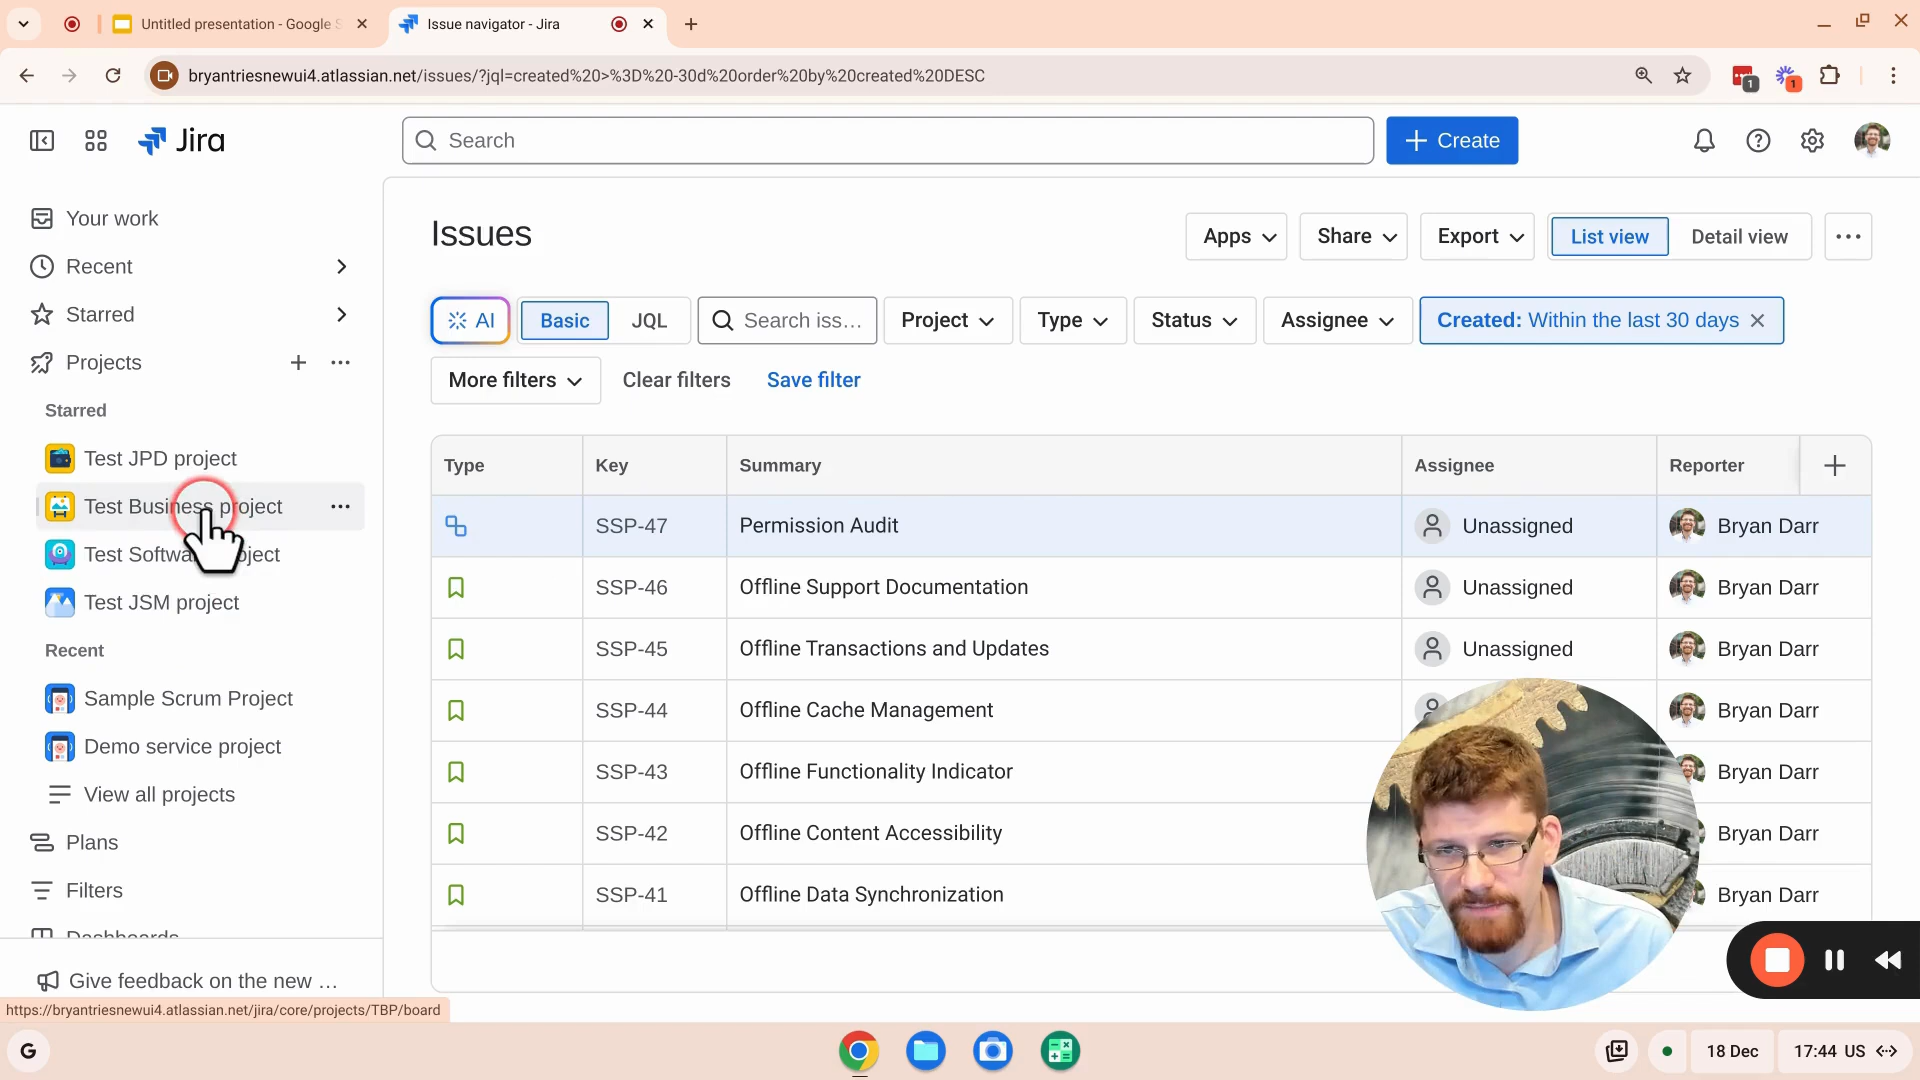 Untitled presentation - Google S
Issue navigator - Jira
bryantriesnewui4.atlassian.net/issues/?jql=created%20>%3D%20-30d%20order%20by%20created%20DESC
1
1
Jira
Search
Create
Your work
Recent
Starred
Projects
Starred
Test JPD project
Test Business project
Test Software project
Test JSM project
Recent
Sample Scrum Project
Demo service project
View all projects
Plans
Filters
Dashboards
Give feedback on the new …
https://bryantriesnewui4.atlassian.net/jira/core/projects/TBP/board
Issues
Apps
Share
Export
List view
Detail view
AI
Basic
JQL
Search iss...
Project
Type
Status
Assignee
Created: Within the last 30 days
More filters
Clear filters
Save filter
Type Key Summary Assignee Reporter
SSP-47 Permission Audit Unassigned Bryan Darr
SSP-46 Offline Support Documentation Unassigned Bryan Darr
SSP-45 Offline Transactions and Updates Unassigned Bryan Darr
SSP-44 Offline Cache Management Bryan Darr
SSP-43 Offline Functionality Indicator Bryan Darr
SSP-42 Offline Content Accessibility Bryan Darr
SSP-41 Offline Data Synchronization Bryan Darr
G
18 Dec
17:44 US